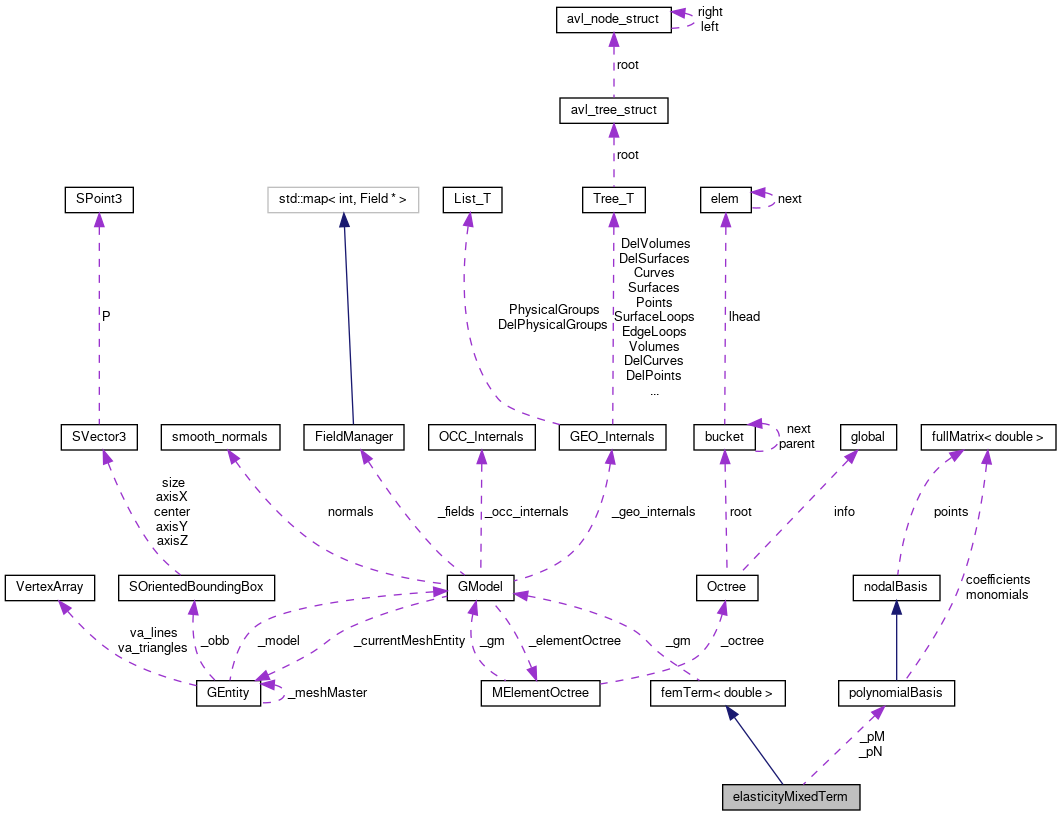 avl_node_struct
right
left
root
avl_tree_struct
root
SPoint3
std::map< int, Field * >
List_T
Tree_T
elem
next
DelVolumes
DelSurfaces
Curves
Surfaces
Points
SurfaceLoops
EdgeLoops
Volumes
DelCurves
DelPoints
...
PhysicalGroups
DelPhysicalGroups
P
lhead
SVector3
smooth_normals
FieldManager
OCC_Internals
GEO_Internals
bucket
next
parent
global
fullMatrix< double >
size
axisX
center
axisY
axisZ
normals
_fields
_occ_internals
_geo_internals
root
info
points
VertexArray
SOrientedBoundingBox
GModel
Octree
nodalBasis
coefficients
monomials
va_lines
va_triangles
_obb
_model
_currentMeshEntity
_gm
_elementOctree
_gm
_octree
GEntity
_meshMaster
MElementOctree
femTerm< double >
polynomialBasis
_pM
_pN
elasticityMixedTerm